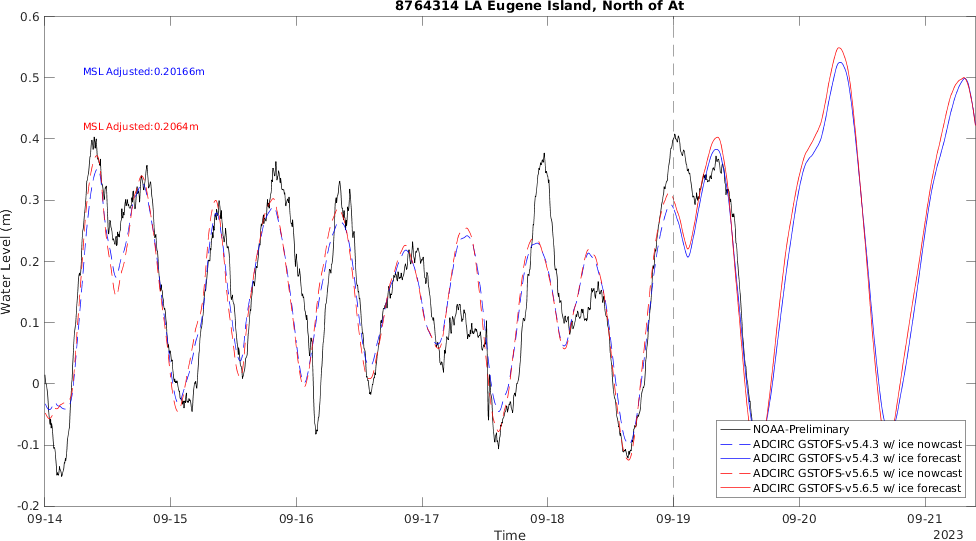 8764314 LA Eugene Island, North of At
0.6
0.5
0.4
0.3
0.2
0.1
0
-0.1
-0.2
Water Level (m)
MSL Adjusted:0.20166m
MSL Adjusted:0.2064m
NOAA-Preliminary
ADCIRC GSTOFS-v5.4.3 w/ ice nowcast
ADCIRC GSTOFS-v5.4.3 w/ ice forecast
ADCIRC GSTOFS-v5.6.5 w/ ice nowcast
ADCIRC GSTOFS-v5.6.5 w/ ice forecast
09-14 09-15 09-16 09-17 09-18 09-19 09-20 09-21
Time
2023